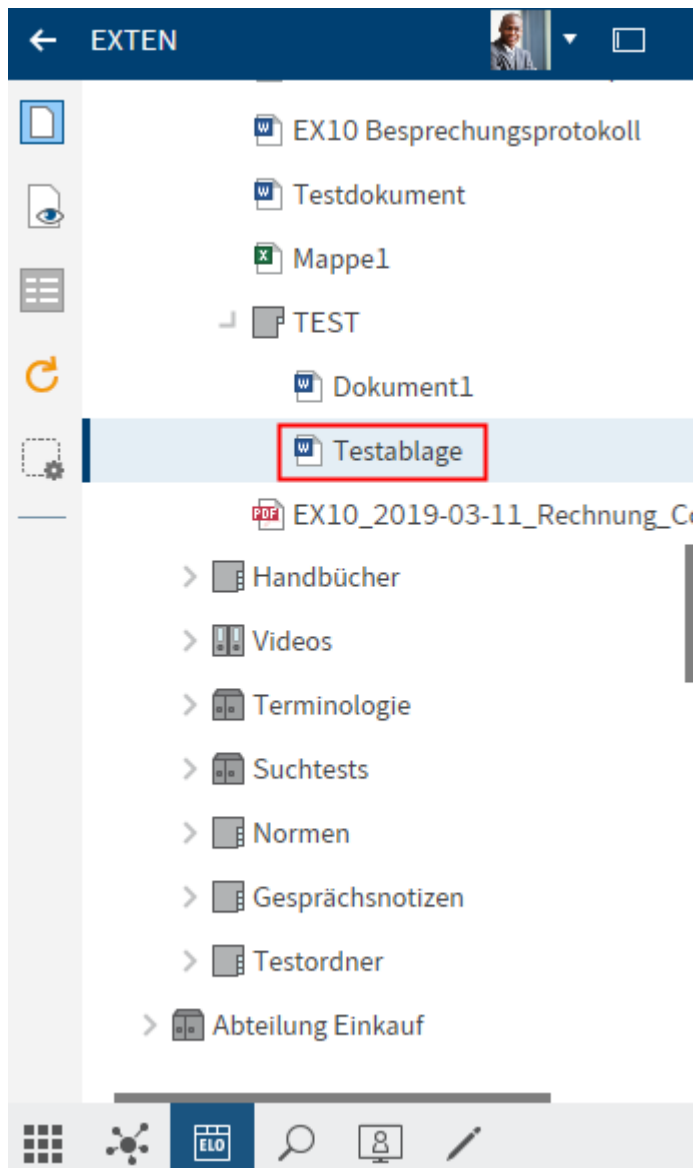 EXTEN
EX10 Besprechungsprotokoll
Testdokument
Mappe1
TEST
Dokument1
Testablage
EX10_2019-03-11_Rechnung_Co
Handbücher
Videos
Terminologie
Suchtests
Normen
Gesprächsnotizen
Testordner
Abteilung Einkauf
ELO